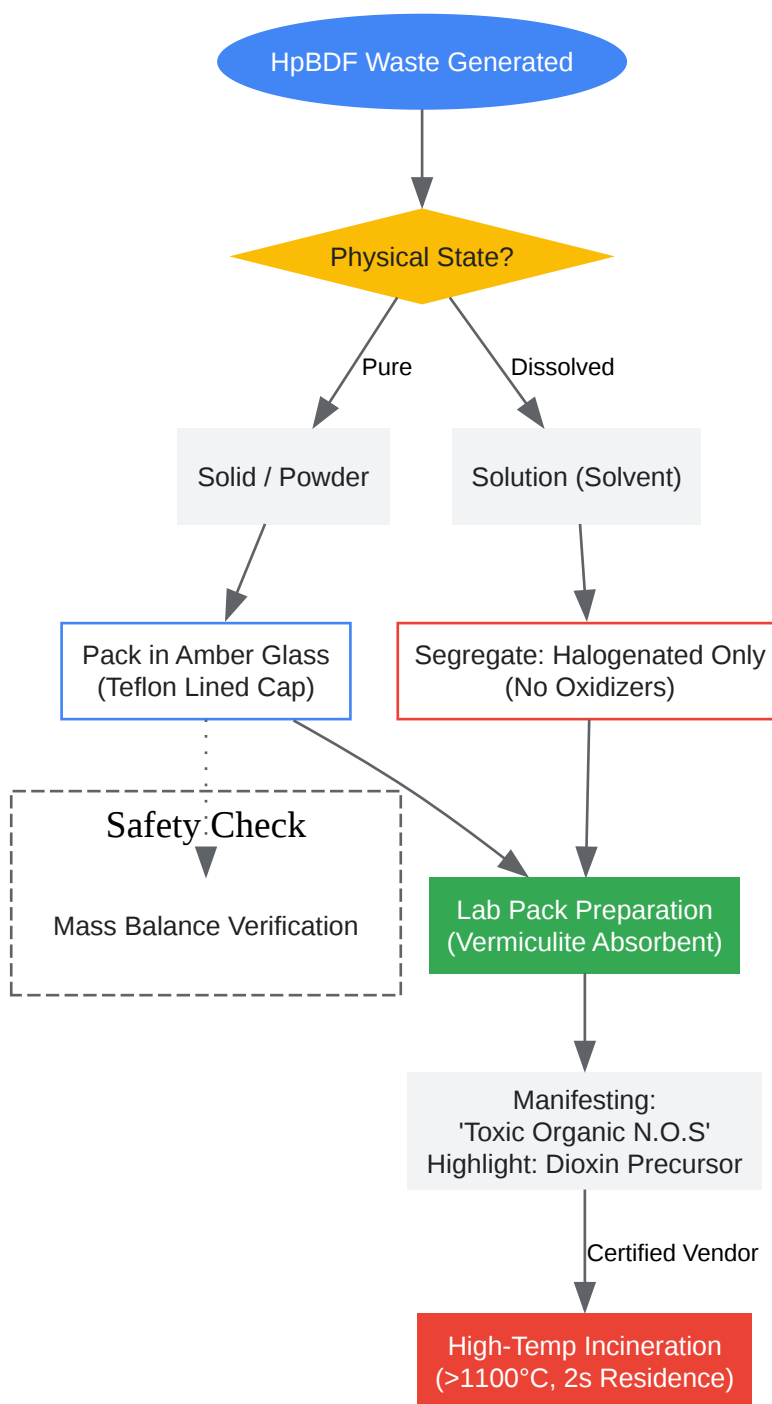 HpBDF Waste Generated
Physical State?
Pure
Dissolved
Solid / Powder
Solution (Solvent)
Pack in Amber Glass
(Teflon Lined Cap)
Segregate: Halogenated Only
(No Oxidizers)
Safety Check
Mass Balance Verification
Lab Pack Preparation
(Vermiculite Absorbent)
Manifesting:
'Toxic Organic N.O.S'
Highlight: Dioxin Precursor
Certified Vendor
High-Temp Incineration
(>1100°C, 2s Residence)